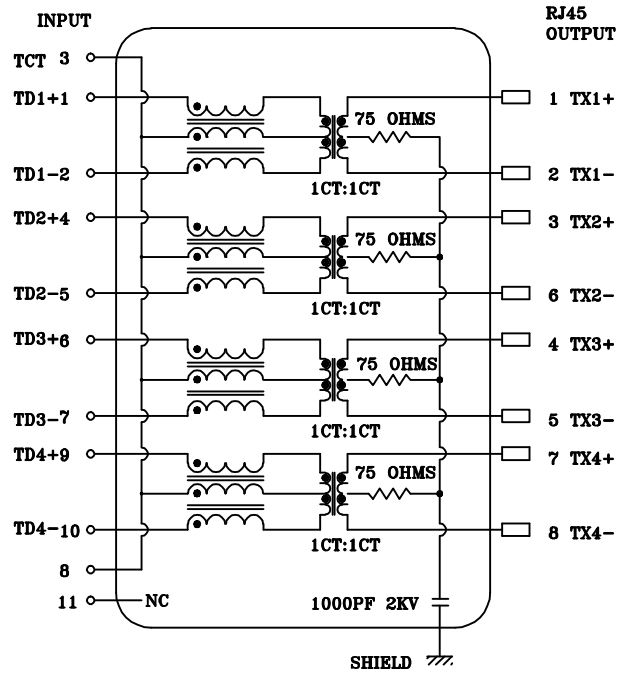 INPUT
RJ45
OUTPUT
TCT 3
TD1+1
75 OHMS
1 TX1+
TD1-2
1CT:1CT
2 TX1-
TD2+4
75 OHMS
3 TX2+
TD2-5
1CT:1CT
6 TX2-
TD3+6
75 OHMS
4 TX3+
TD3-7
1CT:1CT
5 TX3-
TD4+9
75 OHMS
7 TX4+
TD4-10
1CT:1CT
8 TX4-
8
11
NC
1000PF 2KV
SHIELD